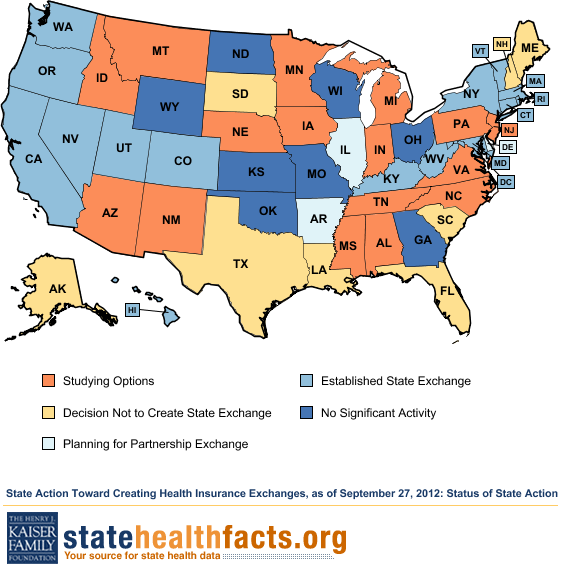 WA
OR
CA
NV
ID
MT
WY
UT
CO
AZ
NM
ND
SD
NE
KS
OK
TX
MN
IA
MO
AR
LA
WI
IL
MI
IN
OH
KY
TN
MS
AL
GA
FL
SC
NC
VA
WV
PA
NY
VT
NH
ME
MA
RI
CT
NJ
DE
MD
DC
AK
HI
Studying Options
Established State Exchange
Decision Not to Create State Exchange
No Significant Activity
Planning for Partnership Exchange
State Action Toward Creating Health Insurance Exchanges, as of September 27, 2012: Status of State Action
THE HENRY J.
KAISER
FAMILY
FOUNDATION
statehealthfacts.org
Your source for state health data